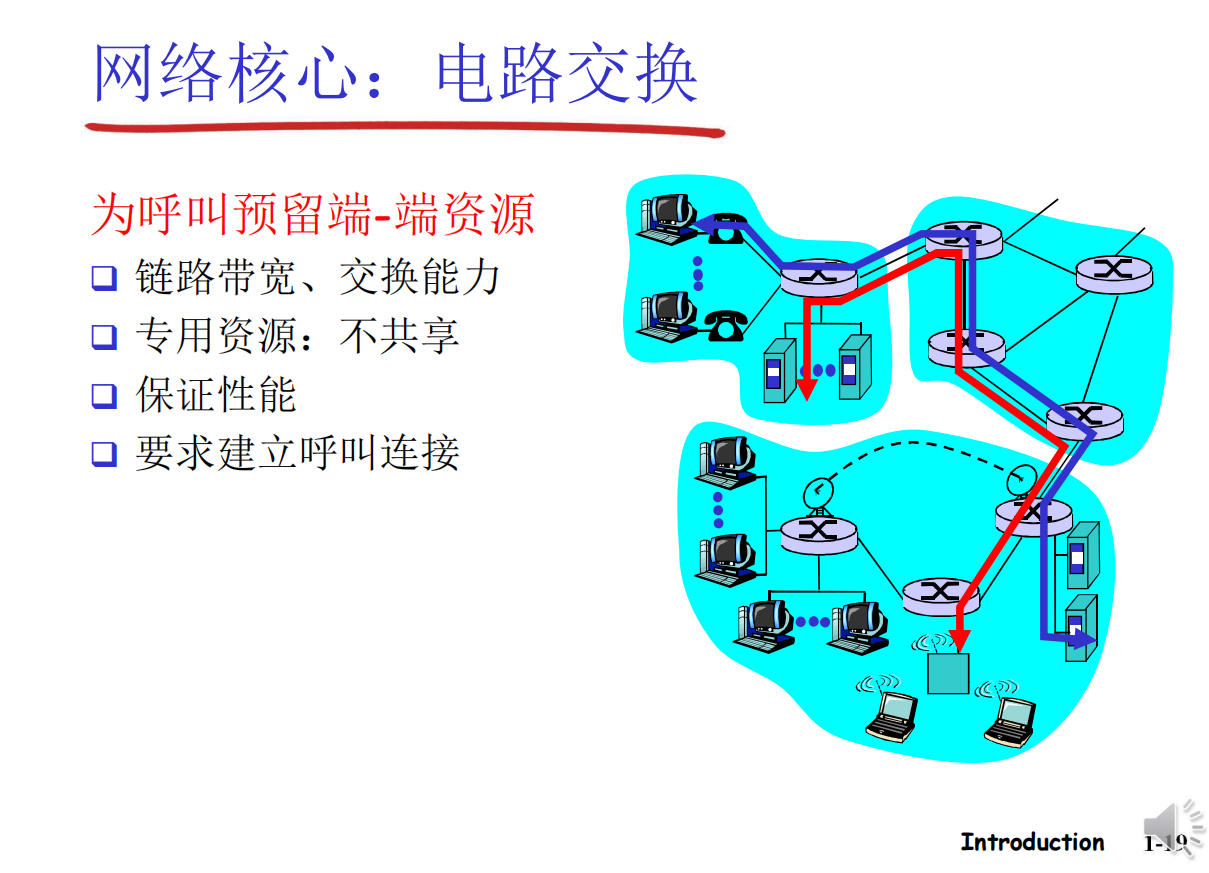 网络核心：电路交换
为呼叫预留端-端资源
链路带宽、交换能力
专用资源：不共享
保证性能
要求建立呼叫连接
Introduction
1-19